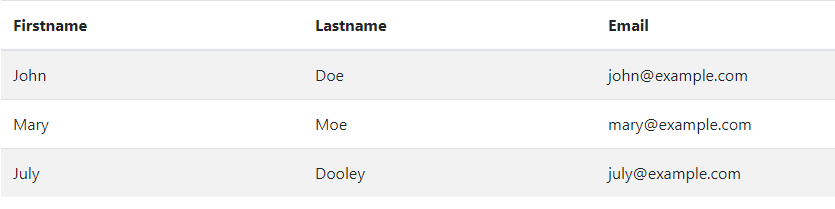 Firstname Lastname Email
John Doe john@example.com
Mary Moe mary@example.com
July Dooley july@example.com